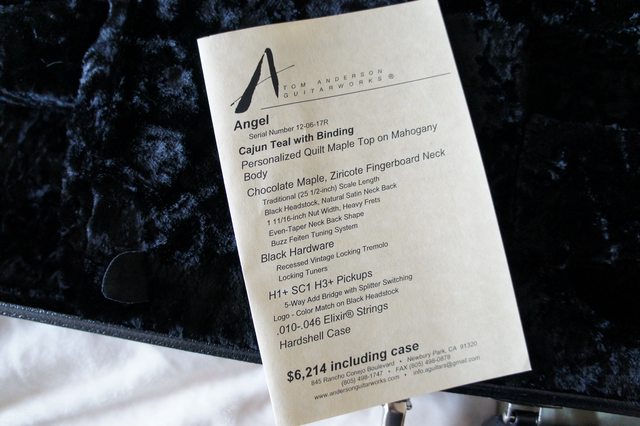 A
TOM ANDERSON
GUITARWORKS ®
Angel
Serial Number 12-06-17R
Cajun Teal with Binding
Personalized Quilt Maple Top on Mahogany
Body
Chocolate Maple, Ziricote Fingerboard Neck
Traditional (25 1/2-inch) Scale Length
Black Headstock, Natural Satin Neck Back
1 11/16-inch Nut Width, Heavy Frets
Even-Taper Neck Back Shape
Buzz Feiten Tuning System
Black Hardware
Recessed Vintage Locking Tremolo
Locking Tuners
H1+ SC1 H3+ Pickups
5-Way Add Bridge with Splitter Switching
Logo - Color Match on Black Headstock
.010-.046 Elixir® Strings
Hardshell Case
$6,214 including case
845 Rancho Conejo Boulevard • Newbury Park, CA 91320
(805) 498-1747 • FAX (805) 498-0878
www.andersonguitarworks.com • info.aguitars@gmail.com